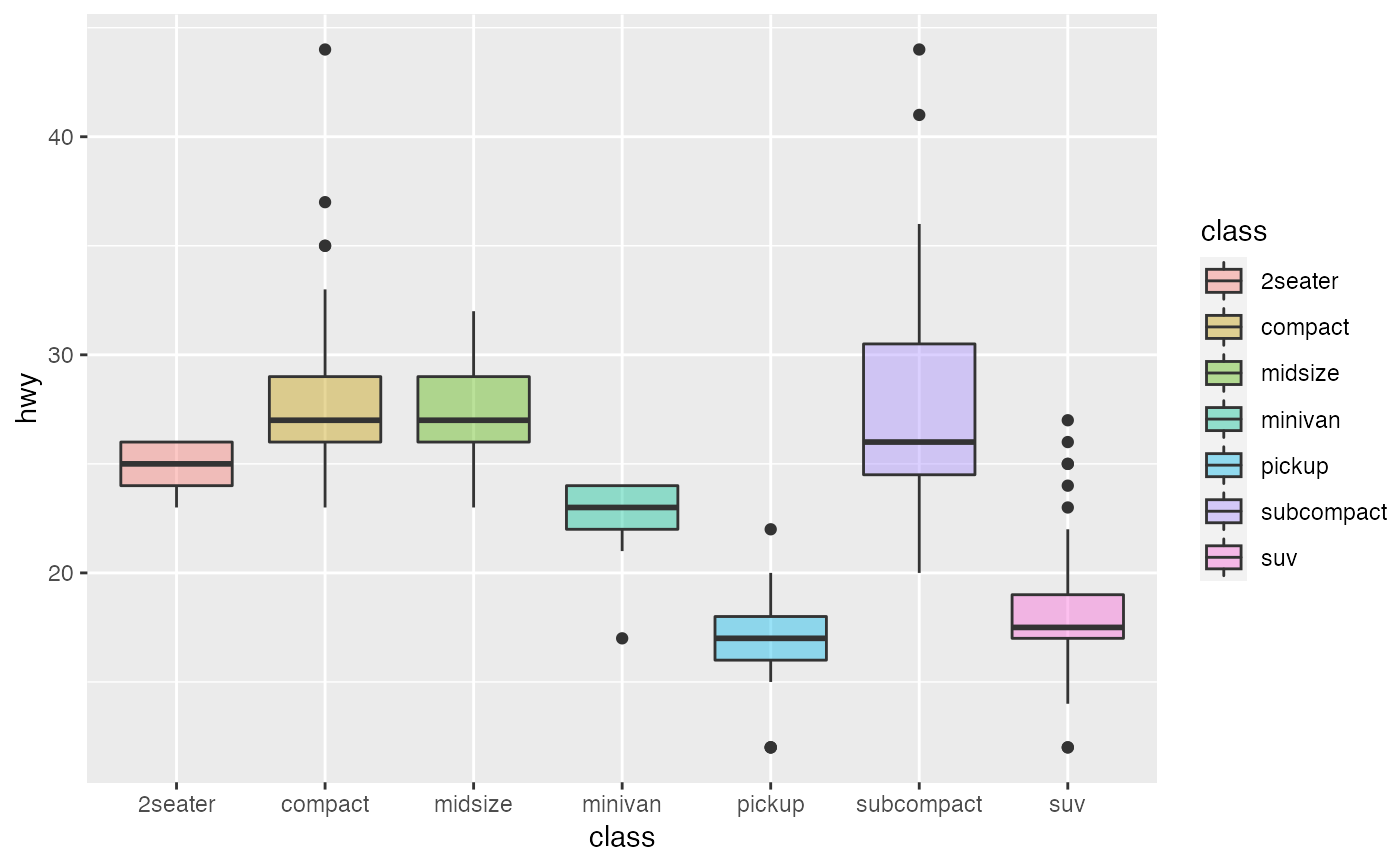 40
30
20
hwy
2seater
compact
midsize
minivan
pickup
subcompact
suv
class
class
2seater
compact
midsize
minivan
pickup
subcompact
suv